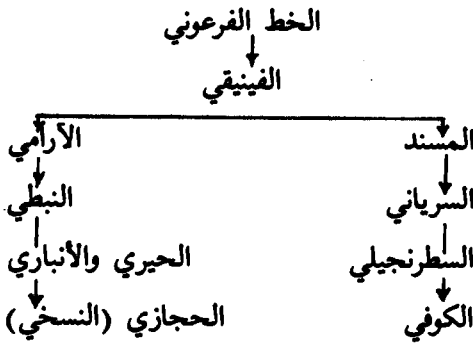 الخط الفرعوني
الفينيقي
المسند الآرامي
السرياني النبطي
السطرنجيلي الحيري والأنباري
الكوفي الحجازي (النسخي)